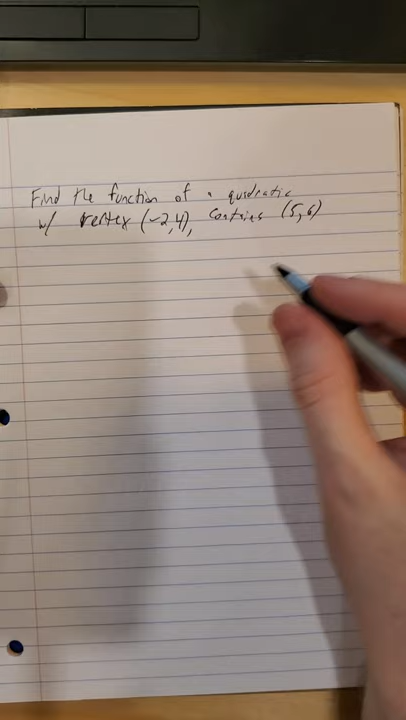 Find the function of a quadratic
w/ vertex (-2,4), contains (5,6)